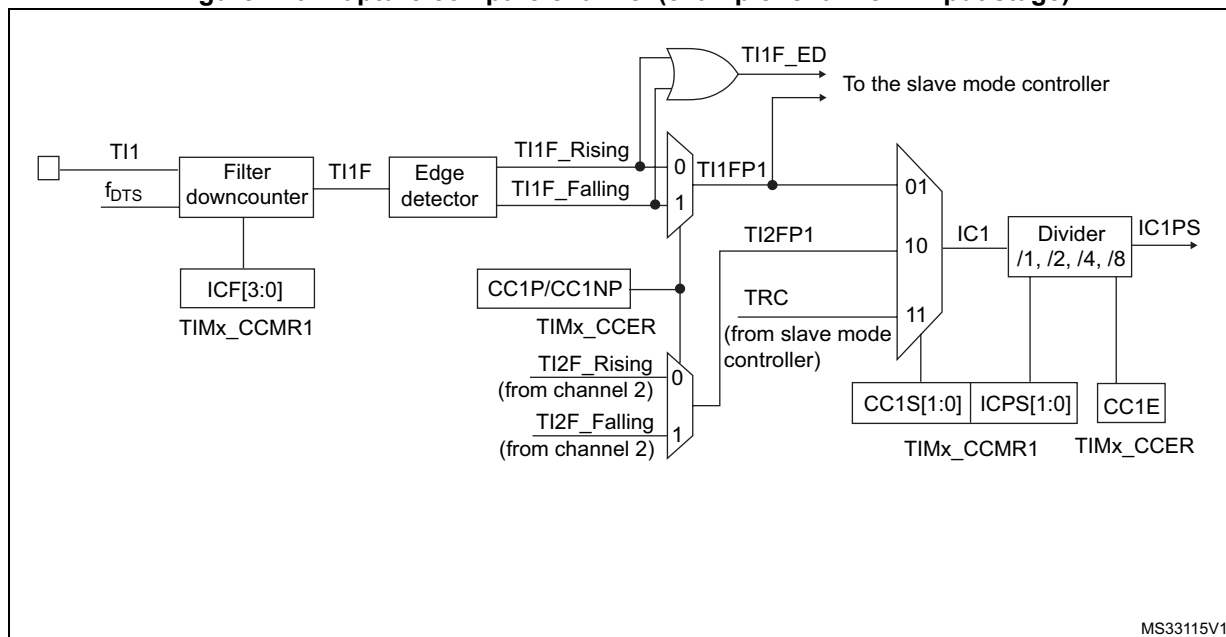 TI1F_ED
To the slave mode controller
TI1
f_DTS
Filter
downcounter
TI1F
Edge
detector
TI1F_Rising
TI1F_Falling
0
1
TI1FP1
01
TI2FP1
10
IC1
Divider
/1, /2, /4, /8
IC1PS
ICF[3:0]
TIMx_CCMR1
CC1P/CC1NP
TIMx_CCER
TRC
11
(from slave mode
controller)
TI2F_Rising
(from channel 2)
0
TI2F_Falling
(from channel 2)
1
CC1S[1:0]
ICPS[1:0]
CC1E
TIMx_CCMR1
TIMx_CCER
MS33115V1